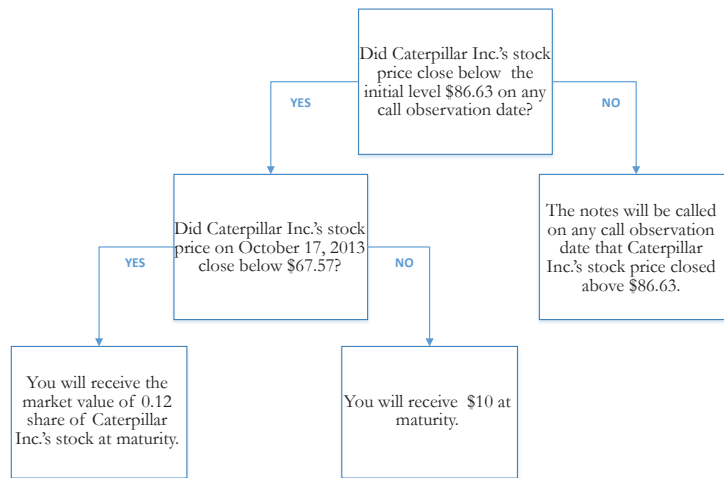 Did Caterpillar Inc.'s stock
price close below the
initial level $86.63 on any
call observation date?
YES
NO
Did Caterpillar Inc.'s stock
price on October 17, 2013
close below $67.57?
The notes will be called
on any call observation
date that Caterpillar
Inc.'s stock price closed
above $86.63.
YES
NO
You will receive the
market value of 0.12
share of Caterpillar
Inc.'s stock at maturity.
You will receive $10 at
maturity.